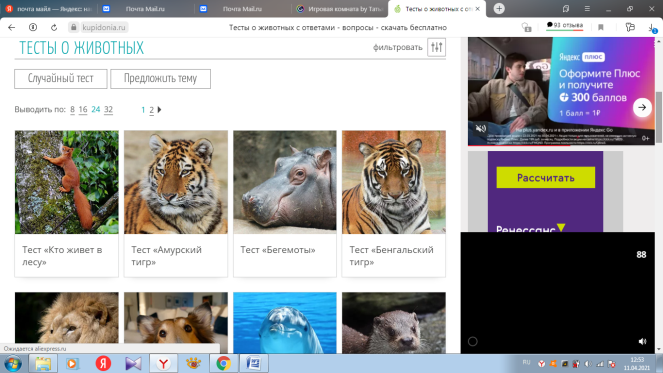 почта майл — Яндекс: на
Почта Mail.ru
Почта Mail.ru
Игровая комната by Татья
Тесты о животных с от
kupidonia.ru
Тесты о животных с ответами - вопросы - скачать бесплатно
93 отзыва
ТЕСТЫ О ЖИВОТНЫХ
фильтровать
Случайный тест
Предложить тему
Выводить по: 8 16 24 32
1 2
Тест «Кто живет в
лесу»
Тест «Амурский
тигр»
Тест «Бегемоты»
Тест «Бенгальский
тигр»
Яндекс плюс
Оформите Плюс
и получите
300 баллов
1 балл = 1₽
0+
Рассчитать
Ренессанс
88
Ожидается aliexpress.ru
RU
12:53
11.04.2021